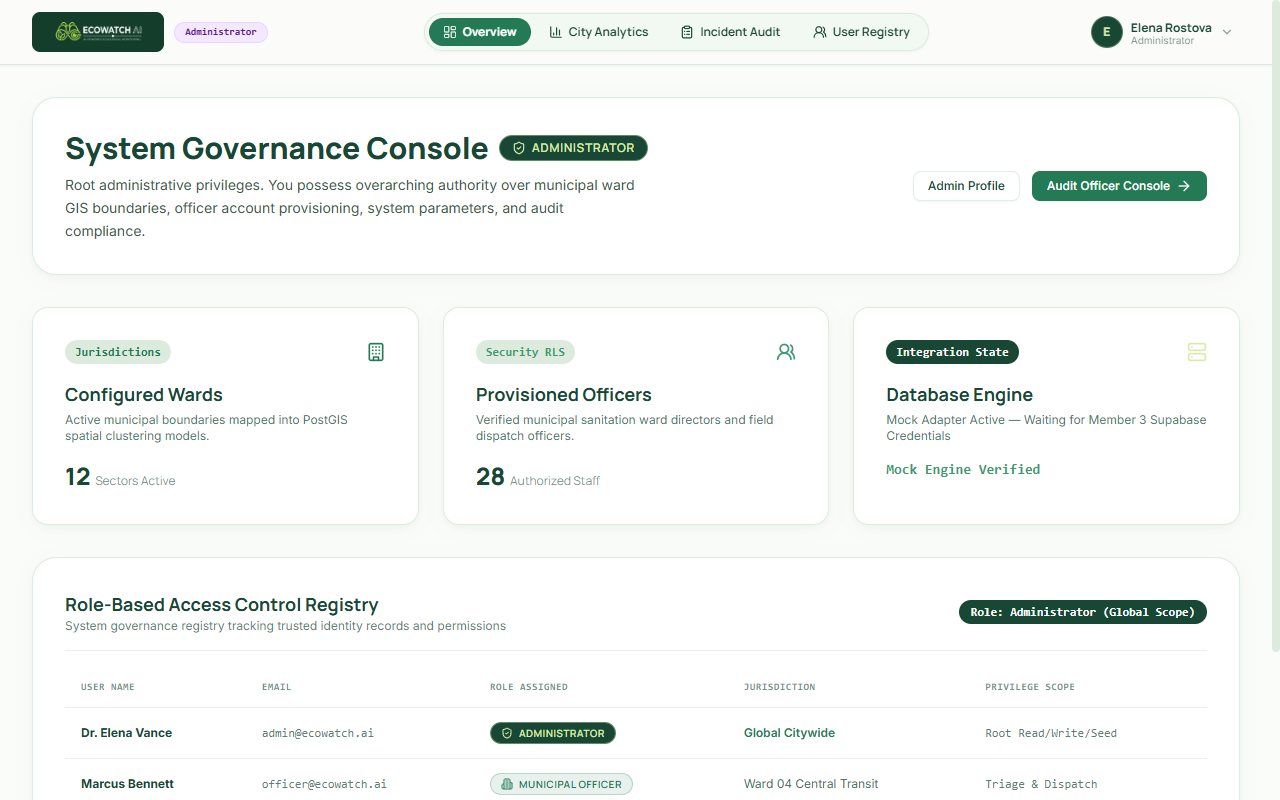 ECOWATCH AI
Administrator
Overview
City Analytics
Incident Audit
User Registry
E
Elena Rostova
Administrator
System Governance Console
ADMINISTRATOR
Root administrative privileges. You possess overarching authority over municipal ward
GIS boundaries, officer account provisioning, system parameters, and audit
compliance.
Admin Profile
Audit Officer Console
Jurisdictions
Configured Wards
Active municipal boundaries mapped into PostGIS
spatial clustering models.
12 Sectors Active
Security RLS
Provisioned Officers
Verified municipal sanitation ward directors and field
dispatch officers.
28 Authorized Staff
Integration State
Database Engine
Mock Adapter Active — Waiting for Member 3 Supabase
Credentials
Mock Engine Verified
Role-Based Access Control Registry
System governance registry tracking trusted identity records and permissions
Role: Administrator (Global Scope)
USER NAME EMAIL ROLE ASSIGNED JURISDICTION PRIVILEGE SCOPE
Dr. Elena Vance admin@ecowatch.ai ADMINISTRATOR Global Citywide Root Read/Write/Seed
Marcus Bennett officer@ecowatch.ai MUNICIPAL OFFICER Ward 04 Central Transit Triage & Dispatch